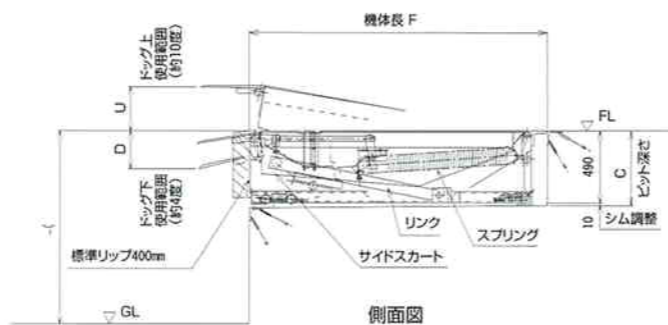 機体長 F
ドッグ上
使用範囲
(約10度)
U
D
ドッグ下
使用範囲
(約4度)
FL
490
C
ピット深さ
10
シム調整
リンク
スプリング
標準リップ400mm
サイドスカート
GL
側面図